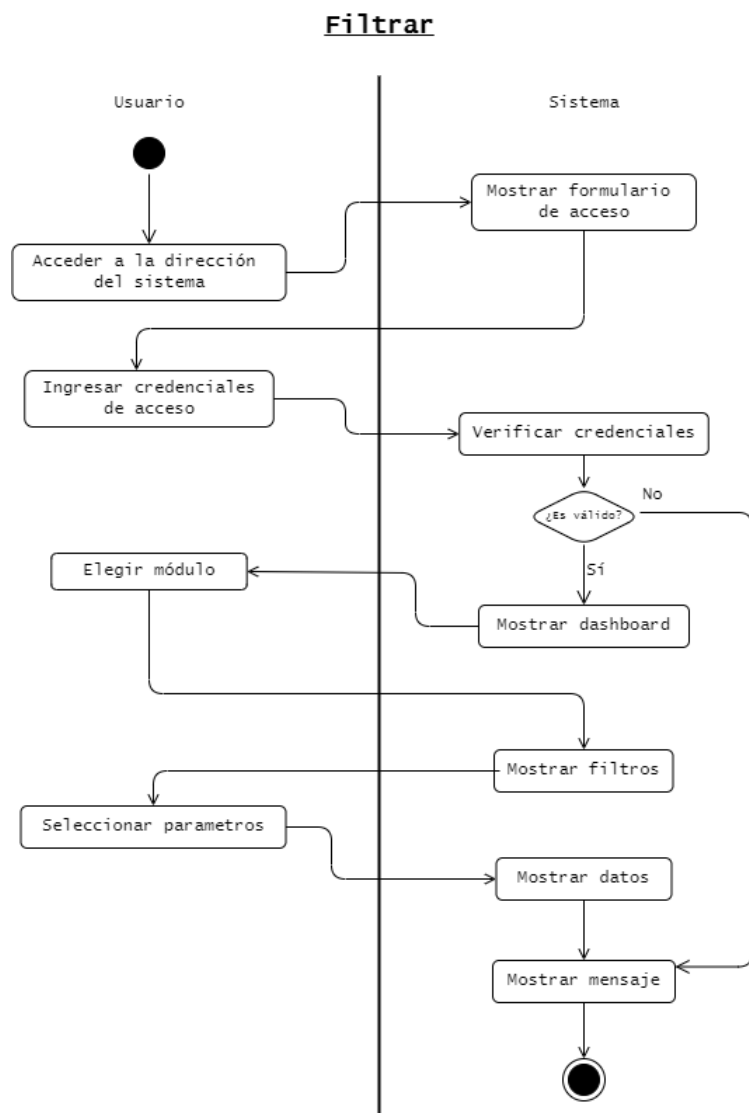 Filtrar
Usuario
Sistema
Mostrar formulario
de acceso
Acceder a la dirección
del sistema
Ingresar credenciales
de acceso
Verificar credenciales
No
¿Es válido?
Sí
Elegir módulo
Mostrar dashboard
Mostrar filtros
Seleccionar parametros
Mostrar datos
Mostrar mensaje